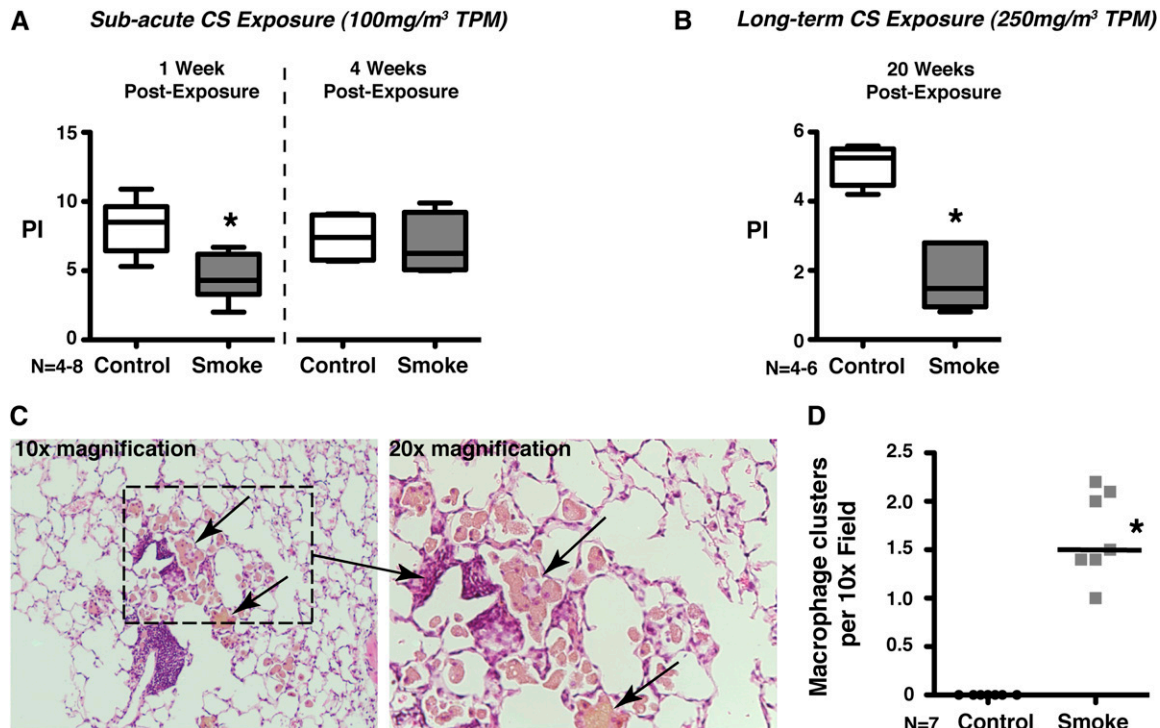 A
Sub-acute CS Exposure (100mg/m³ TPM)
1 Week
Post-Exposure
4 Weeks
Post-Exposure
15
10
5
0
PI
*
N=4-8
Control
Smoke
Control
Smoke
B
Long-term CS Exposure (250mg/m³ TPM)
20 Weeks
Post-Exposure
6
4
2
0
PI
*
N=4-6
Control
Smoke
C
10x magnification
20x magnification
D
Macrophage clusters
per 10x Field
2.5
2.0
1.5
1.0
0.5
0
*
N=7
Control
Smoke